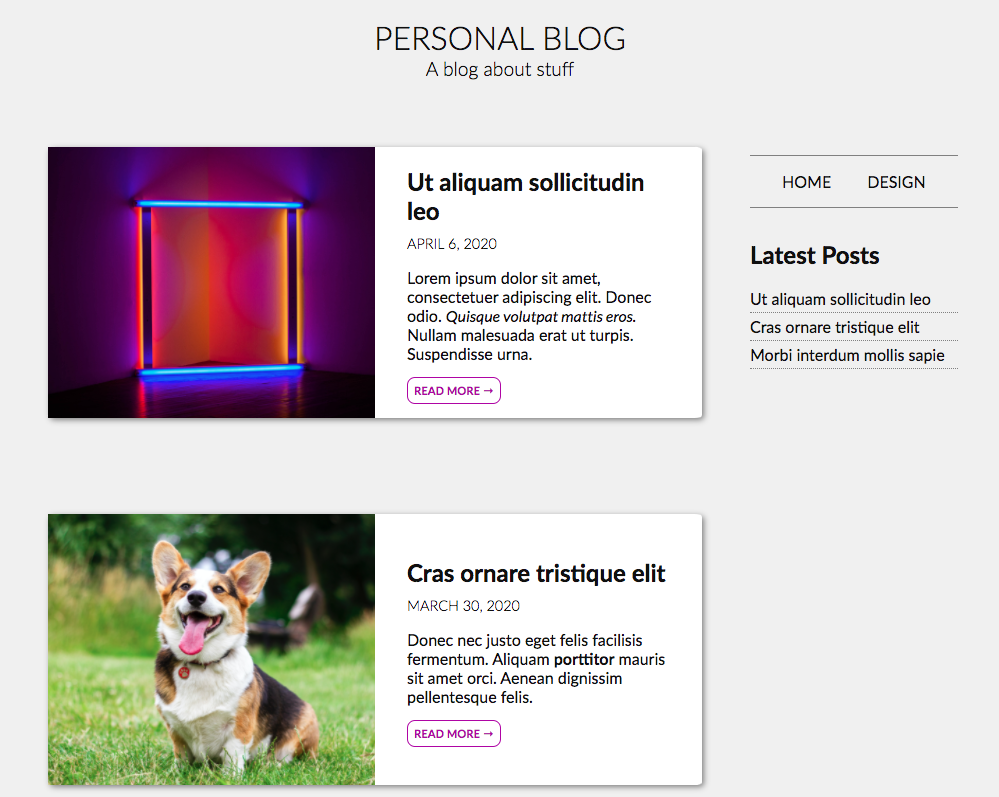 PERSONAL BLOG
A blog about stuff
Ut aliquam sollicitudin
leo
APRIL 6, 2020
Lorem ipsum dolor sit amet,
consectetuer adipiscing elit. Donec
odio. Quisque volutpat mattis eros.
Nullam malesuada erat ut turpis.
Suspendisse urna.
READ MORE →
Cras ornare tristique elit
MARCH 30, 2020
Donec nec justo eget felis facilisis
fermentum. Aliquam porttitor mauris
sit amet orci. Aenean dignissim
pellentesque felis.
READ MORE →
HOME DESIGN
Latest Posts
Ut aliquam sollicitudin leo
Cras ornare tristique elit
Morbi interdum mollis sapie